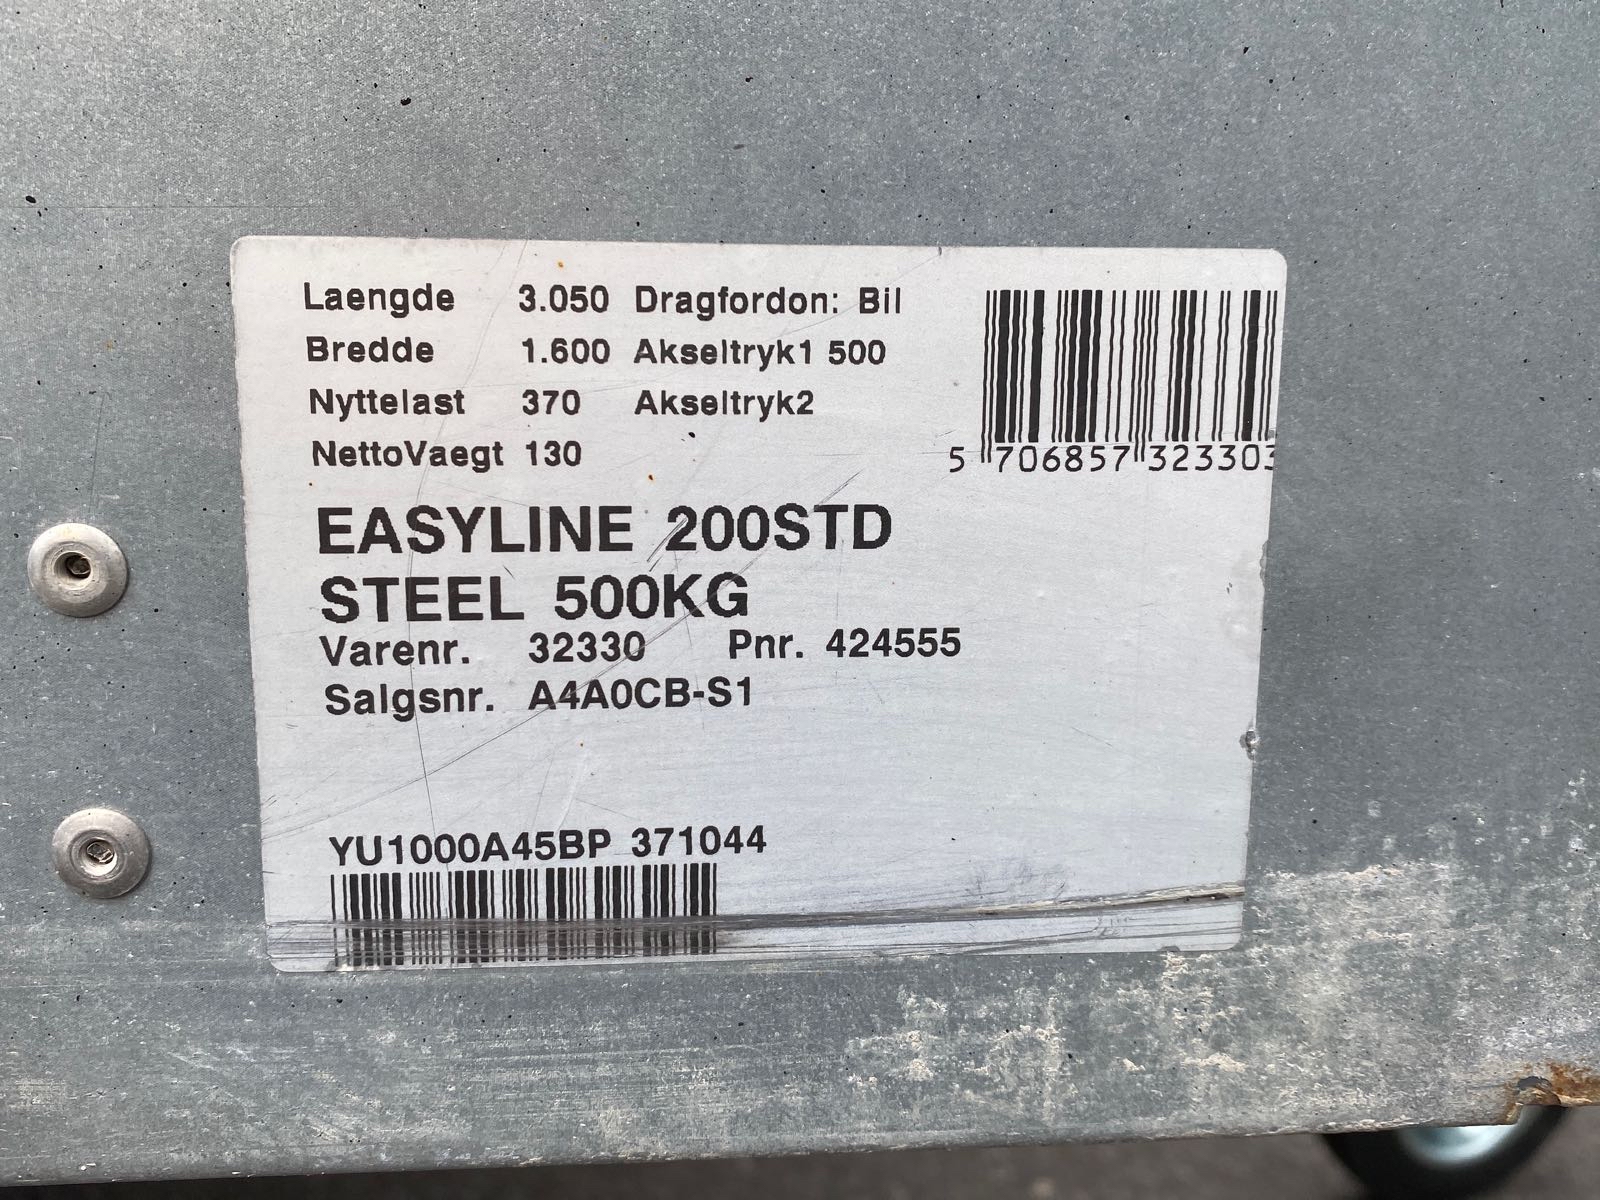 Laengde 3.050 Dragfordon: Bil
Bredde 1.600 Akseltryk1 500
Nyttelast 370 Akseltryk2
NettoVaegt 130
5 706857 323303
EASYLINE 200STD
STEEL 500KG
Varenr. 32330 Pnr. 424555
Salgsnr. A4A0CB-S1
YU1000A45BP 371044